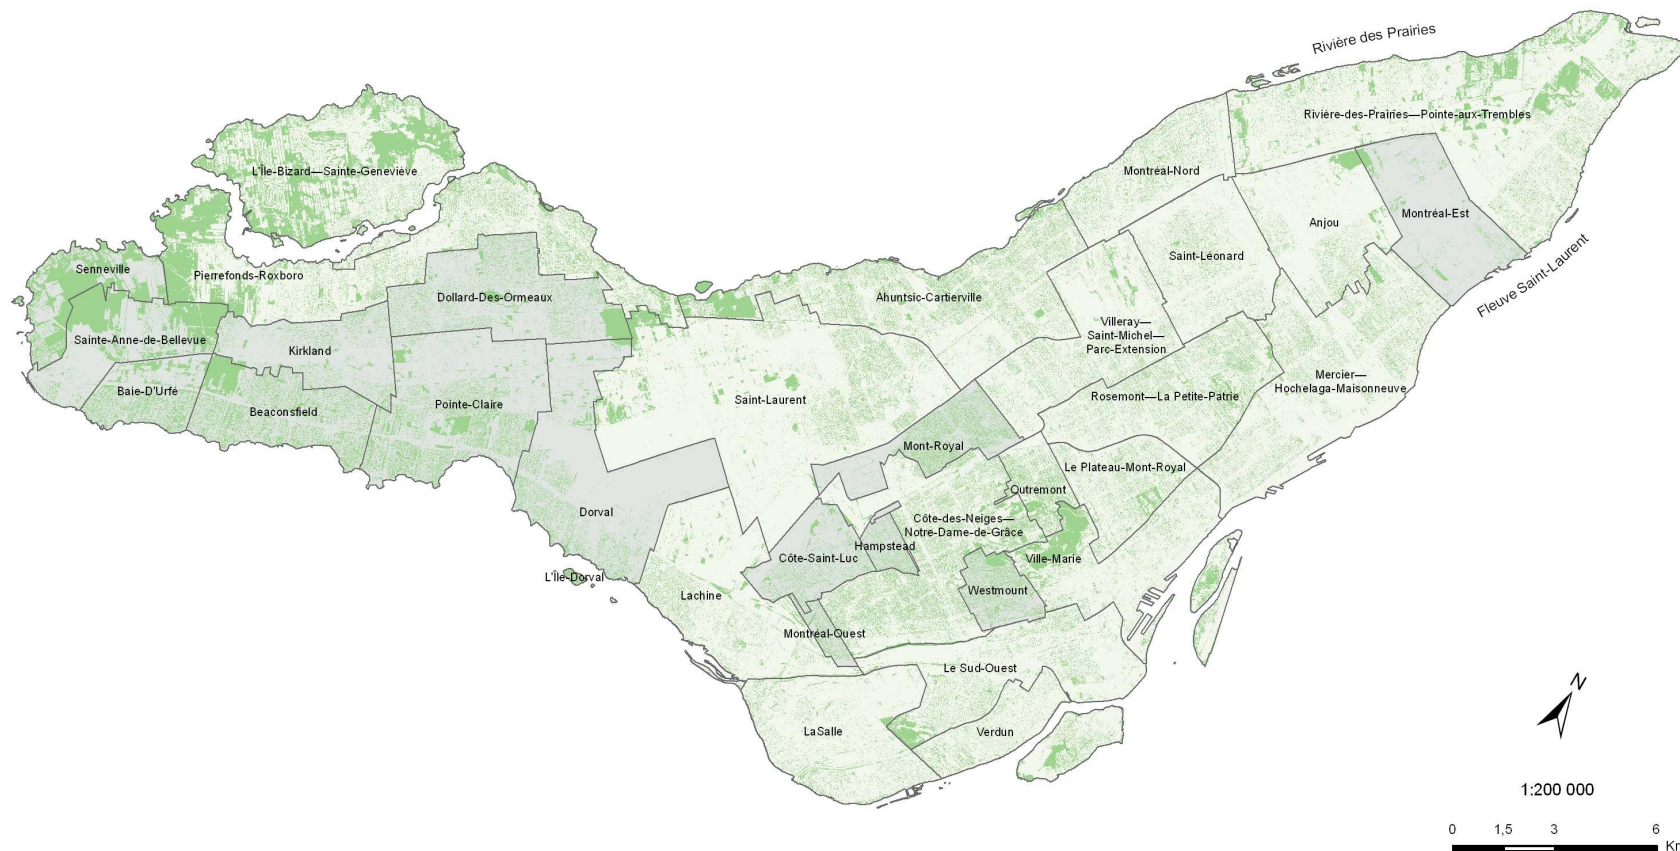 Rivière des Prairies
Rivière-des-Prairies—Pointe-aux-Trembles
L'Île-Bizard—Sainte-Geneviève
Montréal-Nord
Montréal-Est
Anjou
Saint-Léonard
Fleuve Saint-Laurent
Senneville
Pierrefonds-Roxboro
Dollard-Des-Ormeaux
Ahuntsic-Cartierville
Villeray—
Saint-Michel—
Parc-Extension
Sainte-Anne-de-Bellevue
Kirkland
Mercier—
Hochelaga-Maisonneuve
Baie-D'Urfé
Beaconsfield
Pointe-Claire
Saint-Laurent
Rosemont—La Petite-Patrie
Mont-Royal
Le Plateau-Mont-Royal
Outremont
Dorval
Côte-des-Neiges—
Notre-Dame-de-Grâce
Hampstead
Côte-Saint-Luc
Ville-Marie
L'Île-Dorval
Lachine
Westmount
Montréal-Ouest
Le Sud-Ouest
LaSalle
Verdun
N
1:200 000
0 1,5 3 6